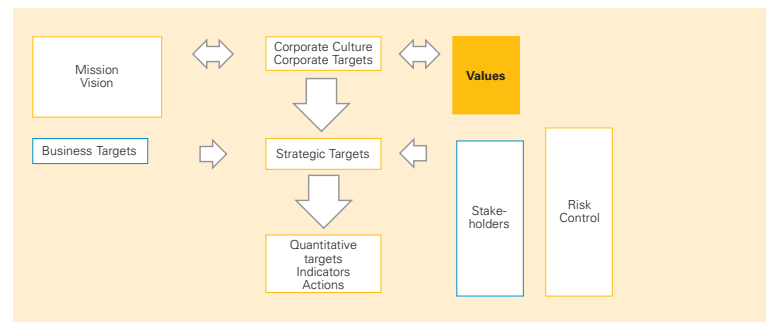 Mission
Vision
Corporate Culture
Corporate Targets
Values
Business Targets
Strategic Targets
Stake-
holders
Risk
Control
Quantitative
targets
Indicators
Actions